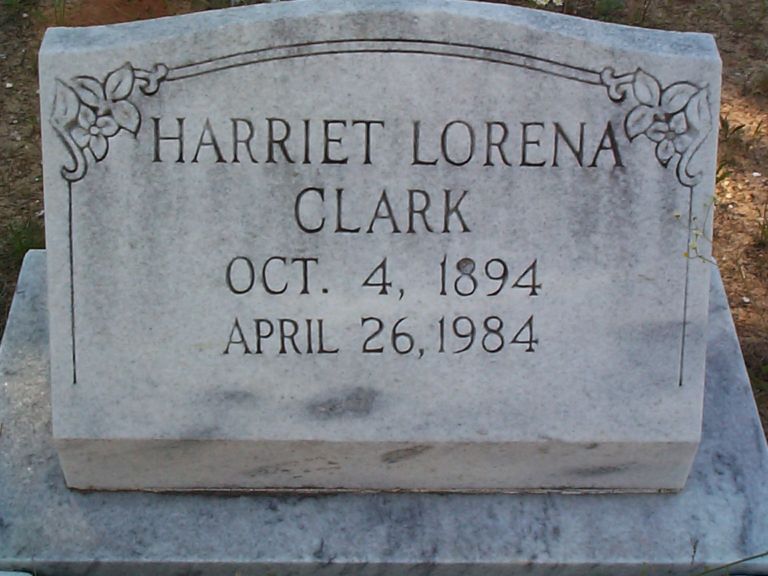 HARRIET LORENA
CLARK
OCT. 4, 1894
APRIL 26, 1984